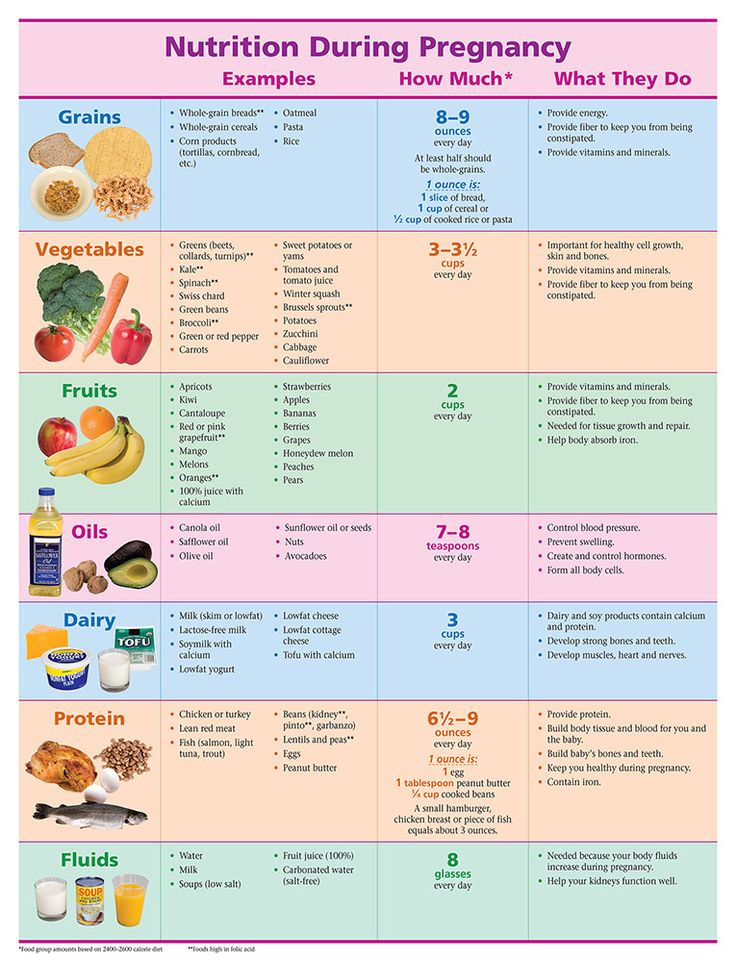 Nutrition During Pregnancy
Examples
How Much*
What They Do
Grains
• Whole-grain breads**
• Whole-grain cereals
• Corn products
(tortillas, cornbread,
etc.)
• Oatmeal
• Pasta
• Rice
8–9
ounces
every day
At least half should
be whole-grains.
1 ounce is:
1 slice of bread,
1 cup of cereal or
½ cup of cooked rice or pasta
• Provide energy.
• Provide fiber to keep you from being
constipated.
• Provide vitamins and minerals.
Vegetables
• Greens (beets,
collards, turnips)**
• Kale**
• Spinach**
• Swiss chard
• Green beans
• Broccoli**
• Green or red pepper
• Carrots
• Sweet potatoes or
yams
• Tomatoes and
tomato juice
• Winter squash
• Brussels sprouts**
• Potatoes
• Zucchini
• Cabbage
• Cauliflower
3–3½
cups
every day
• Important for healthy cell growth,
skin and bones.
• Provide vitamins and minerals.
• Provide fiber to keep you from being
constipated.
Fruits
• Apricots
• Kiwi
• Cantaloupe
• Red or pink
grapefruit**
• Mango
• Melons
• Oranges**
• 100% juice with
calcium
• Strawberries
• Apples
• Bananas
• Berries
• Grapes
• Honeydew melon
• Peaches
• Pears
2
cups
every day
• Provide vitamins and minerals.
• Provide fiber to keep you from being
constipated.
• Needed for tissue growth and repair.
• Help body absorb iron.
Oils
SAFFLOWER
Oil
• Canola oil
• Safflower oil
• Olive oil
• Sunflower oil or seeds
• Nuts
• Avocadoes
7–8
teaspoons
every day
• Control blood pressure.
• Prevent swelling.
• Create and control hormones.
• Form all body cells.
Dairy
TOFU
NONFAT YOGURT
PLAIN
• Milk (skim or lowfat)
• Lactose-free milk
• Soymilk with
calcium
• Lowfat yogurt
• Lowfat cheese
• Lowfat cottage
cheese
• Tofu with calcium
3
cups
every day
• Dairy and soy products contain calcium
and protein.
• Develop strong bones and teeth.
• Develop muscles, heart and nerves.
Protein
• Chicken or turkey
• Lean red meat
• Fish (salmon, light
tuna, trout)
• Beans (kidney**,
pinto**, garbanzo)
• Lentils and peas**
• Eggs
• Peanut butter
6½–9
ounces
every day
1 ounce is:
1 egg
1 tablespoon peanut butter
¼ cup cooked beans
A small hamburger,
chicken breast or piece of fish
equals about 3 ounces.
• Provide protein.
• Build body tissue and blood for you and
the baby.
• Build baby's bones and teeth.
• Keep you healthy during pregnancy.
• Contain iron.
Fluids
SOUP
• Water
• Milk
• Soups (low salt)
• Fruit juice (100%)
• Carbonated water
(salt-free)
8
glasses
every day
• Needed because your body fluids
increase during pregnancy.
• Help your kidneys function well.
*Food group amounts based on 2400–2600 calorie diet
**Foods high in folic acid